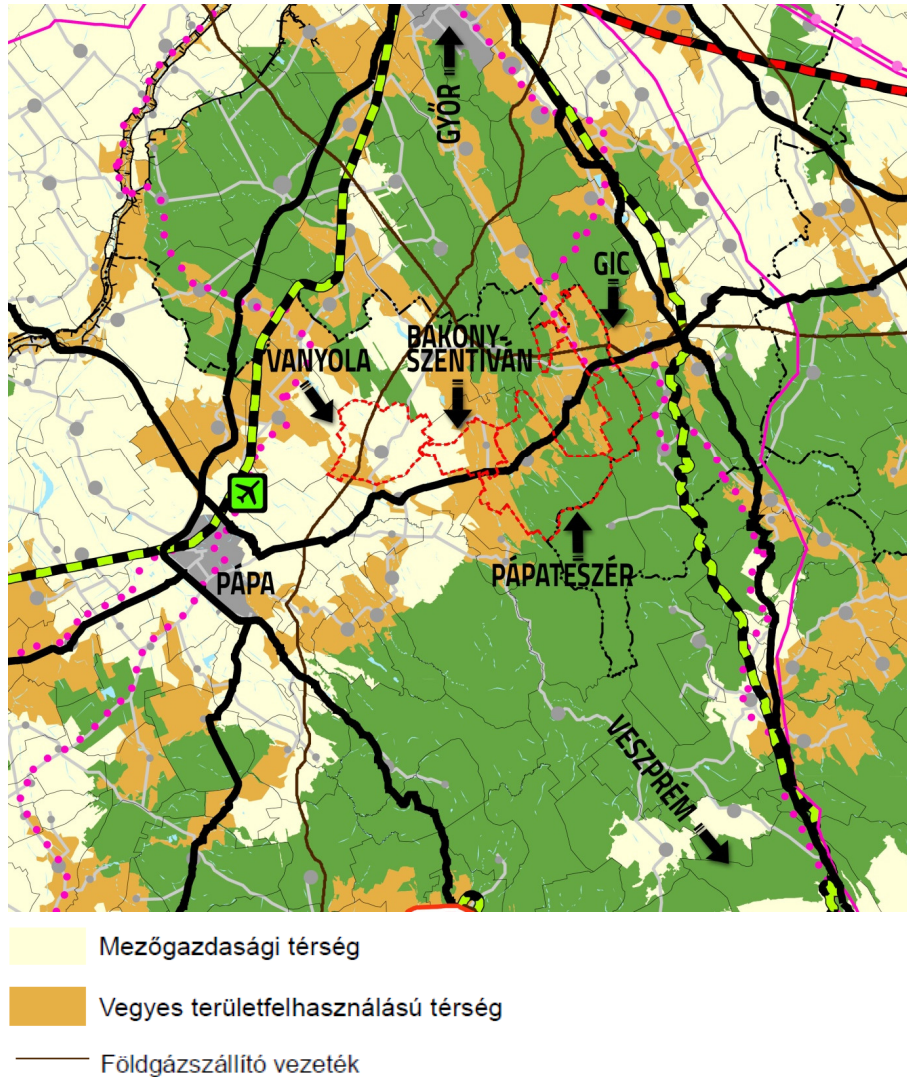 GYŐR
GIC
BAKONY-
SZENTIVÁN
VANYOLA
PÁPA
PÁPATESZÉR
VESZPRÉM
Mezőgazdasági térség
Vegyes területfelhasználású térség
Földgázszállító vezeték